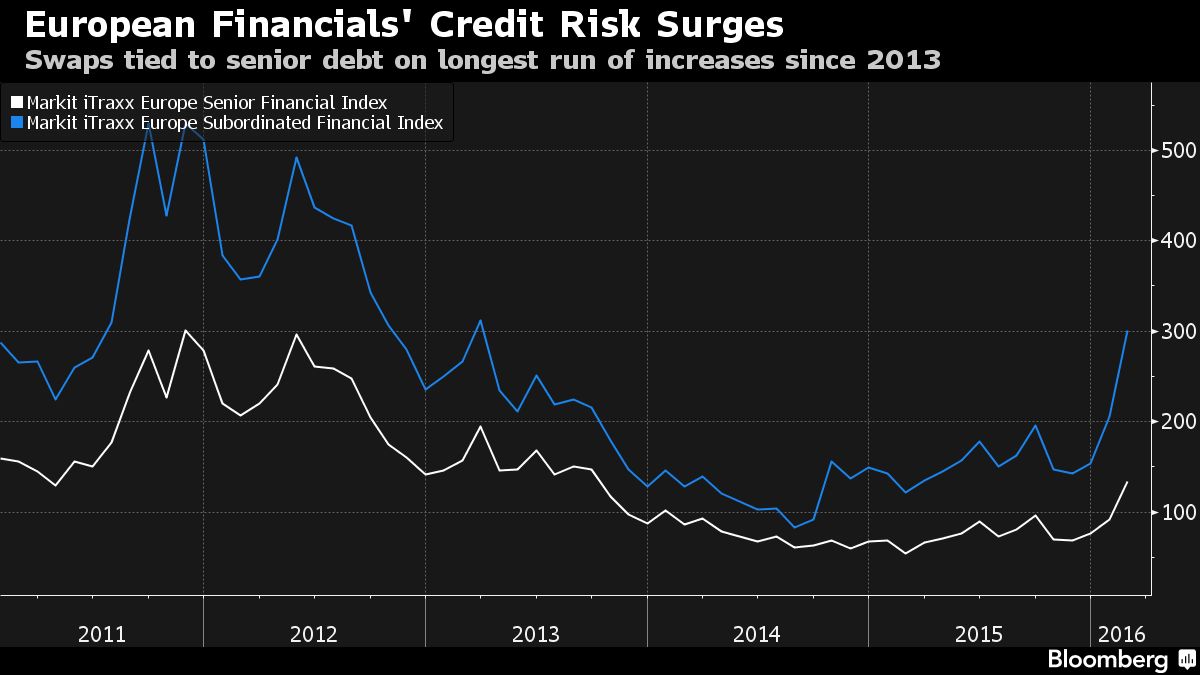 European Financials' Credit Risk Surges
Swaps tied to senior debt on longest run of increases since 2013
Markit iTraxx Europe Senior Financial Index
Markit iTraxx Europe Subordinated Financial Index
500
400
300
200
100
2011 2012 2013 2014 2015 2016
Bloomberg